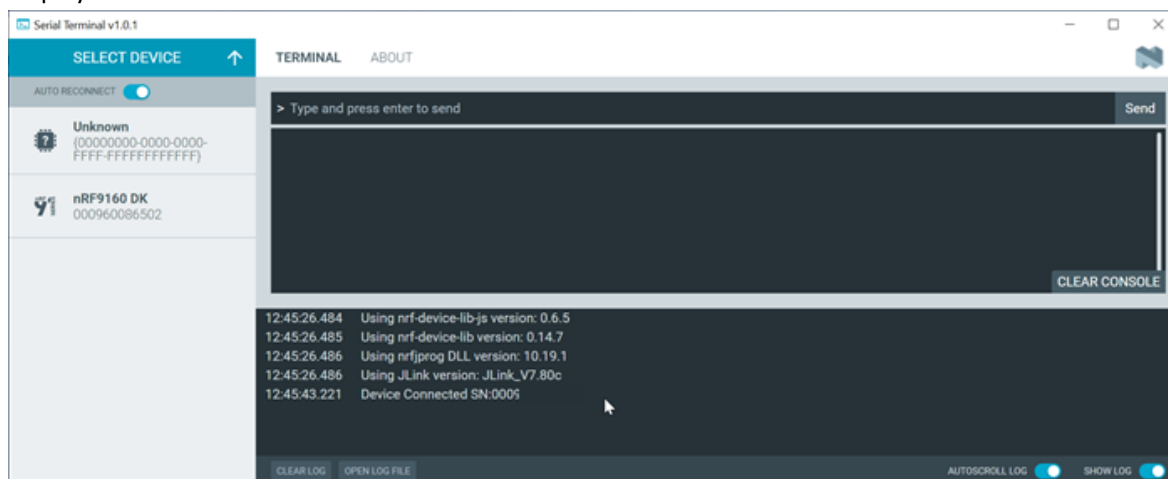 Serial Terminal v1.0.1
SELECT DEVICE
TERMINAL ABOUT
AUTO RECONNECT
Unknown
{00000000-0000-0000-
FFFF-FFFFFFFFFFFF}
nRF9160 DK
000960086502
> Type and press enter to send
Send
CLEAR CONSOLE
12:45:26.484 Using nrf-device-lib-js version: 0.6.5
12:45:26.485 Using nrf-device-lib version: 0.14.7
12:45:26.486 Using nrfjprog DLL version: 10.19.1
12:45:26.486 Using JLink version: JLink_V7.80c
12:45:43.221 Device Connected SN:0009
CLEAR LOG OPEN LOG FILE AUTOSCROLL LOG SHOW LOG